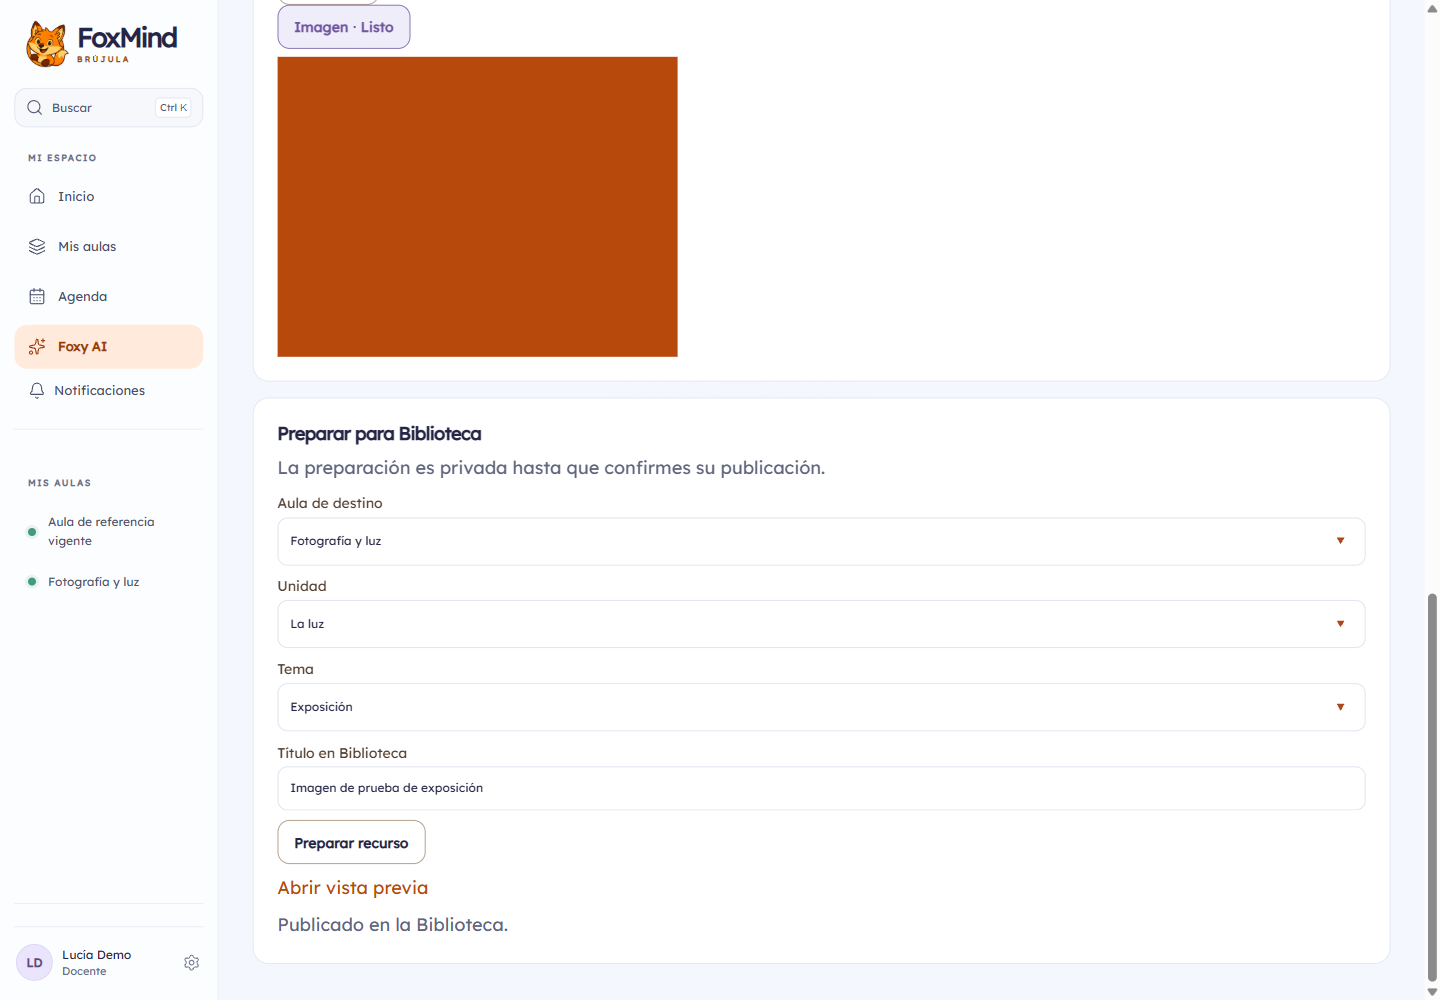 FoxMind
BRÚJULA
Buscar
Ctrl K
MI ESPACIO
Inicio
Mis aulas
Agenda
Foxy AI
Notificaciones
MIS AULAS
Aula de referencia
vigente
Fotografía y luz
LD
Lucía Demo
Docente
Imagen · Listo
Preparar para Biblioteca
La preparación es privada hasta que confirmes su publicación.
Aula de destino
Fotografía y luz
Unidad
La luz
Tema
Exposición
Título en Biblioteca
Imagen de prueba de exposición
Preparar recurso
Abrir vista previa
Publicado en la Biblioteca.